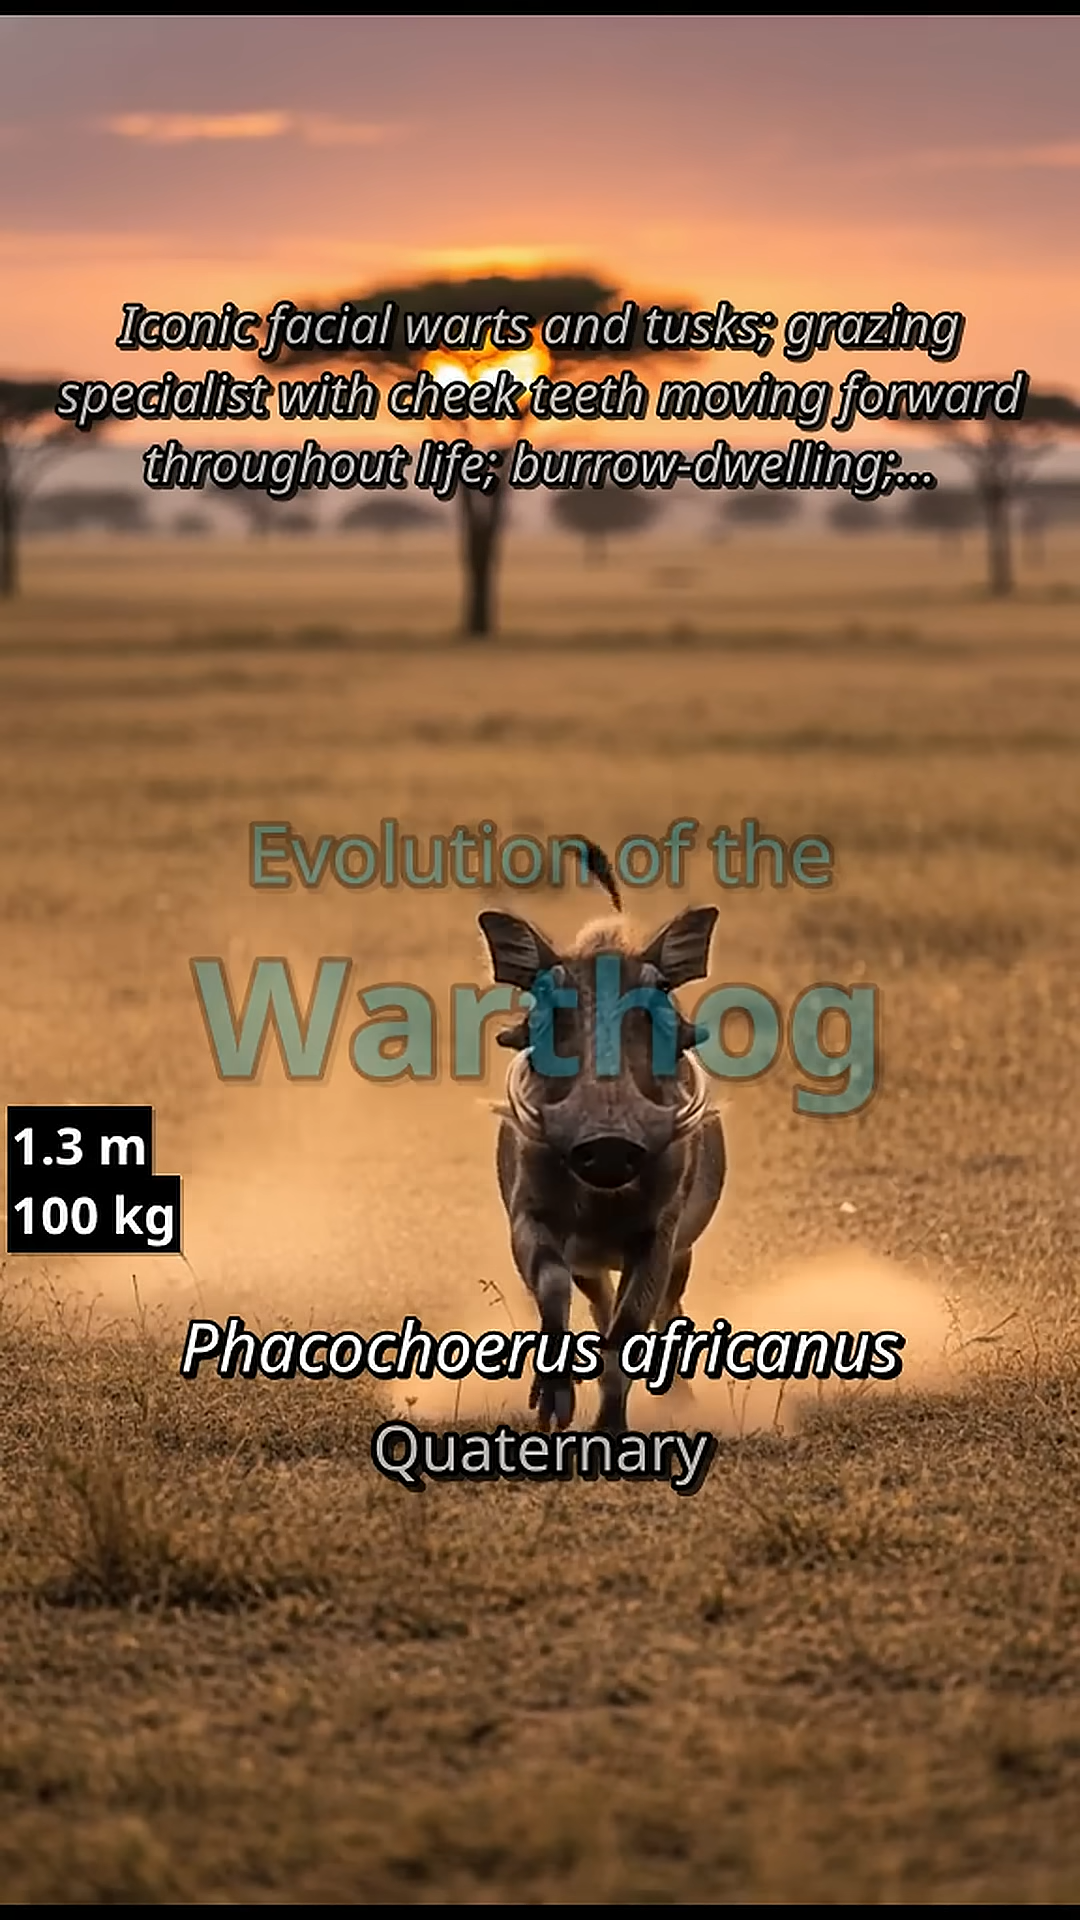 Iconic facial warts and tusks; grazing
specialist with cheek teeth moving forward
throughout life; burrow-dwelling;...
Evolution of the
Warthog
1.3 m
100 kg
Phacochoerus africanus
Quaternary